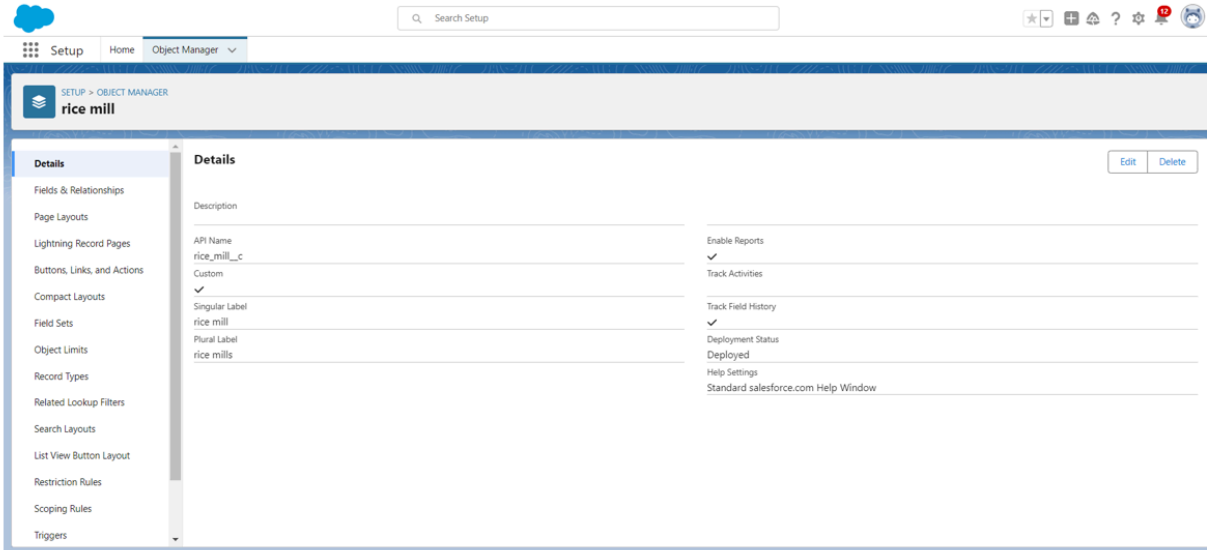 Search Setup
12
Setup
Home
Object Manager
SETUP > OBJECT MANAGER
rice mill
Details
Fields & Relationships
Page Layouts
Lightning Record Pages
Buttons, Links, and Actions
Compact Layouts
Field Sets
Object Limits
Record Types
Related Lookup Filters
Search Layouts
List View Button Layout
Restriction Rules
Scoping Rules
Triggers
Details
Edit
Delete
Description
API Name
rice_mill__c
Custom
Singular Label
rice mill
Plural Label
rice mills
Enable Reports
Track Activities
Track Field History
Deployment Status
Deployed
Help Settings
Standard salesforce.com Help Window